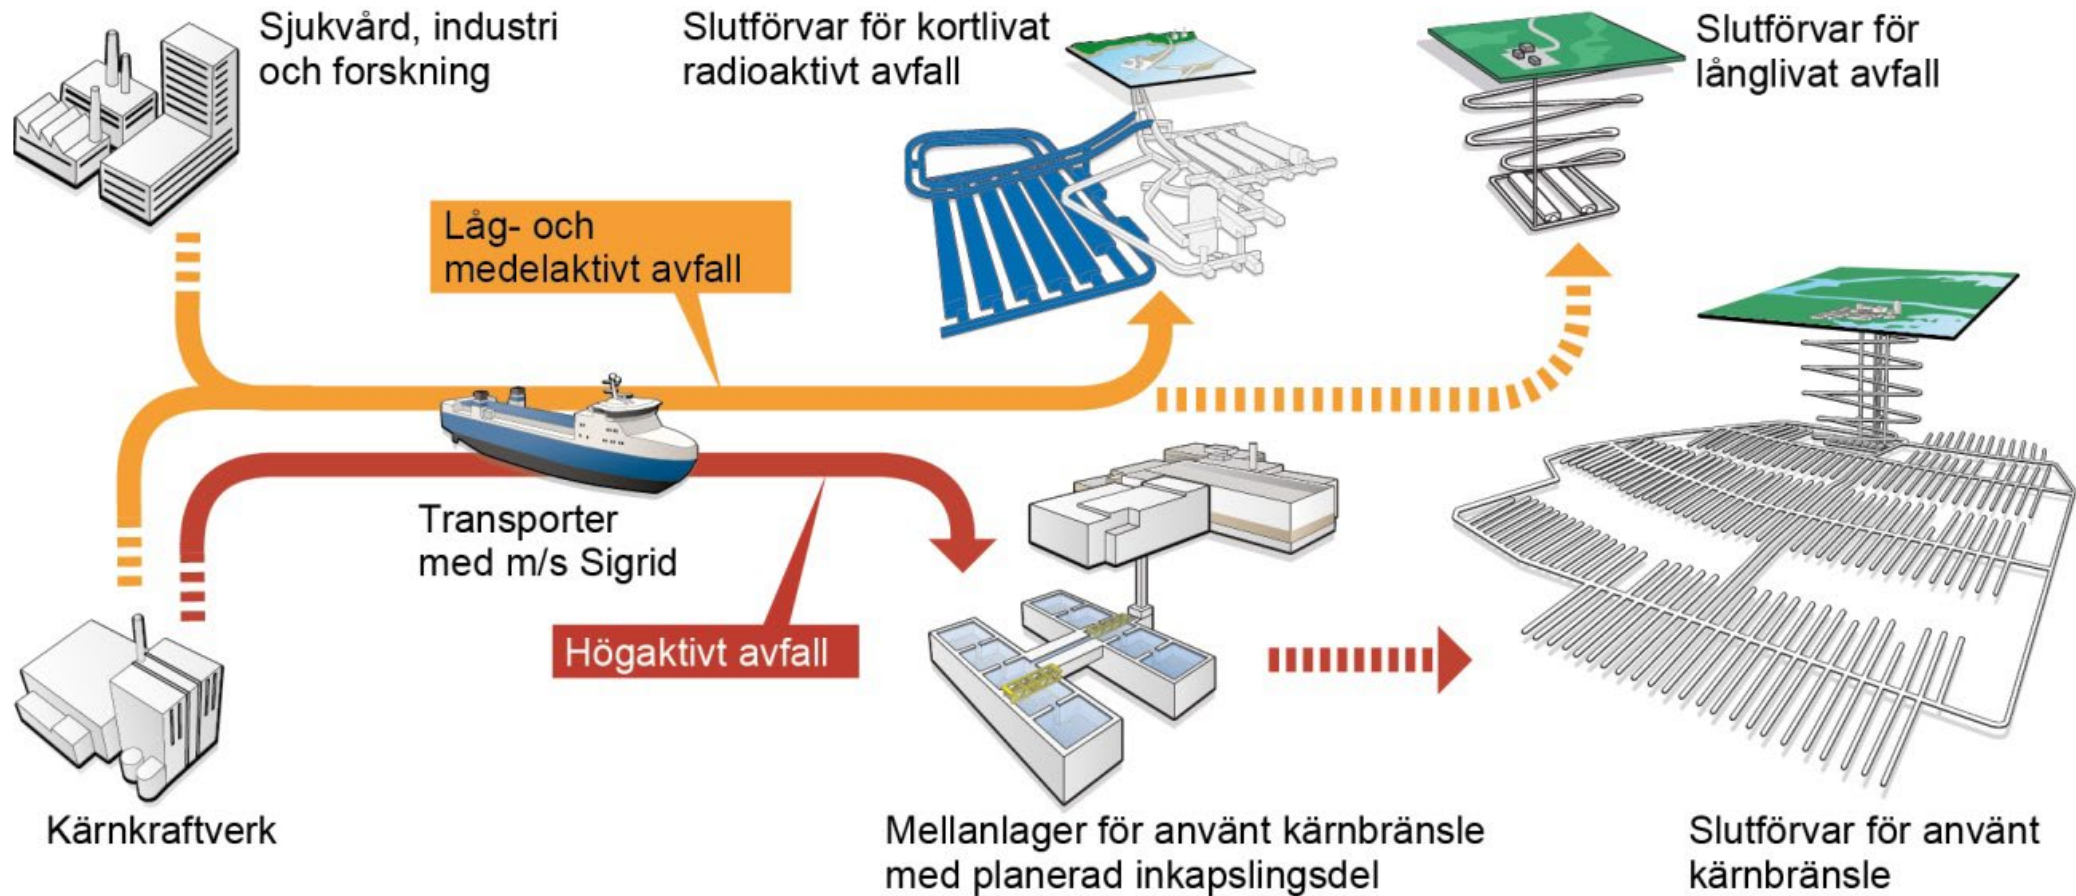 Sjukvård, industri
och forskning
Slutförvar för kortlivat
radioaktivt avfall
Slutförvar för
långlivat avfall
Låg- och
medelaktivt avfall
Transporter
med m/s Sigrid
Högaktivt avfall
Kärnkraftverk
Mellanlager för använt kärnbränsle
med planerad inkapslingsdel
Slutförvar för använt
kärnbränsle